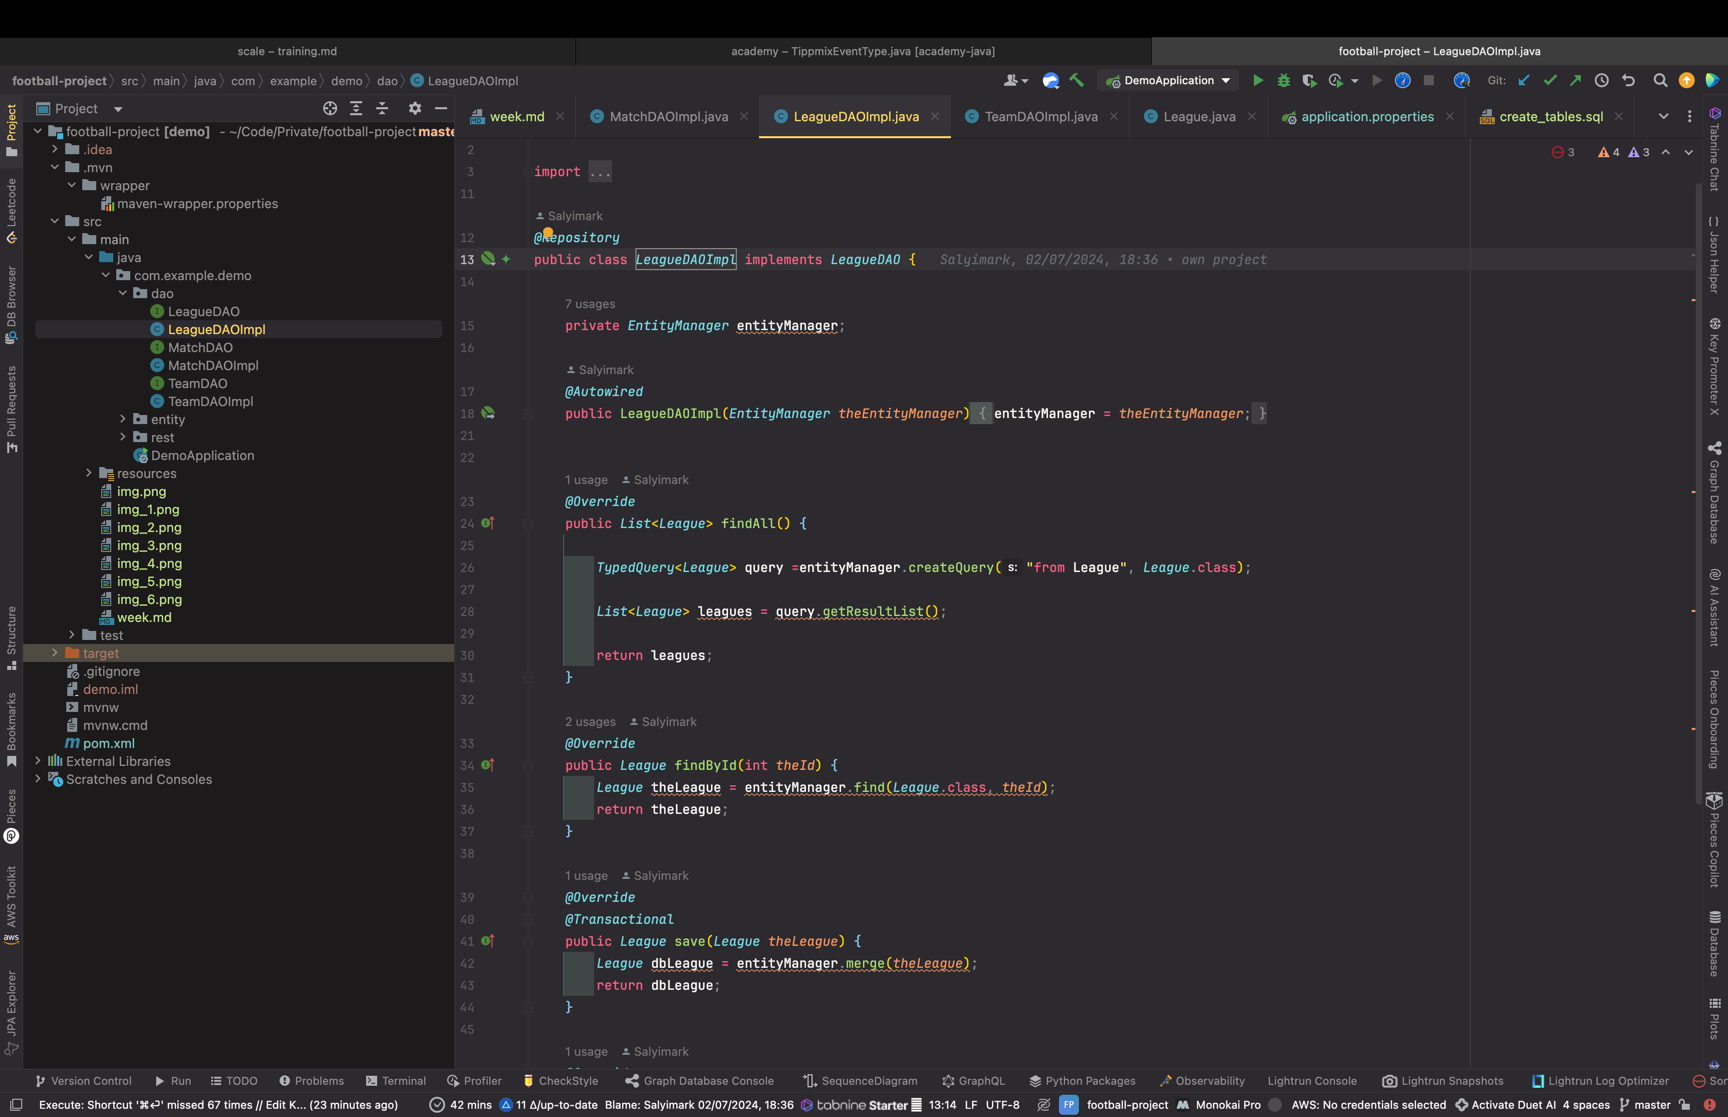 scale – training.md
academy – TippmixEventType.java [academy-java]
football-project – LeagueDAOImpl.java
football-project
src
main
java
com
example
demo
dao
LeagueDAOImpl
DemoApplication
Git:
Project
week.md
MatchDAOImpl.java
LeagueDAOImpl.java
TeamDAOImpl.java
League.java
application.properties
create_tables.sql
football-project [demo] - ~/Code/Private/football-project maste
.idea
.mvn
wrapper
maven-wrapper.properties
src
main
java
com.example.demo
dao
LeagueDAO
LeagueDAOImpl
MatchDAO
MatchDAOImpl
TeamDAO
TeamDAOImpl
entity
rest
DemoApplication
resources
img.png
img_1.png
img_2.png
img_3.png
img_4.png
img_5.png
img_6.png
week.md
test
target
.gitignore
demo.iml
mvnw
mvnw.cmd
pom.xml
External Libraries
Scratches and Consoles
Project
Leetcode
DB Browser
Pull Requests
Structure
Bookmarks
Pieces
AWS Toolkit
aws
JPA Explorer
3 4 3
2
3 import ...
11
Salyimark
12 @Repository
13 public class LeagueDAOImpl implements LeagueDAO { Salyimark, 02/07/2024, 18:36 • own project
14
7 usages
15 private EntityManager entityManager;
16
Salyimark
17 @Autowired
18 public LeagueDAOImpl(EntityManager theEntityManager) { entityManager = theEntityManager; }
21
22
1 usage Salyimark
23 @Override
24 public List<League> findAll() {
25
26 TypedQuery<League> query =entityManager.createQuery( s: "from League", League.class);
27
28 List<League> leagues = query.getResultList();
29
30 return leagues;
31 }
32
2 usages Salyimark
33 @Override
34 public League findById(int theId) {
35 League theLeague = entityManager.find(League.class, theId);
36 return theLeague;
37 }
38
1 usage Salyimark
39 @Override
40 @Transactional
41 public League save(League theLeague) {
42 League dbLeague = entityManager.merge(theLeague);
43 return dbLeague;
44 }
45
1 usage Salyimark
Tabnine Chat
Json Helper
Key Promoter X
Graph Database
AI Assistant
Pieces Onboarding
Pieces Copilot
Database
Plots
Version Control
Run
TODO
Problems
Terminal
Profiler
CheckStyle
Graph Database Console
SequenceDiagram
GraphQL
Python Packages
Observability
Lightrun Console
Lightrun Snapshots
Lightrun Log Optimizer
Sor
Execute: Shortcut '⌘↩' missed 67 times // Edit K... (23 minutes ago)
42 mins
11 Δ/up-to-date
Blame: Salyimark 02/07/2024, 18:36
tabnine Starter
13:14
LF
UTF-8
FP
football-project
Monokai Pro
AWS: No credentials selected
Activate Duet AI
4 spaces
master